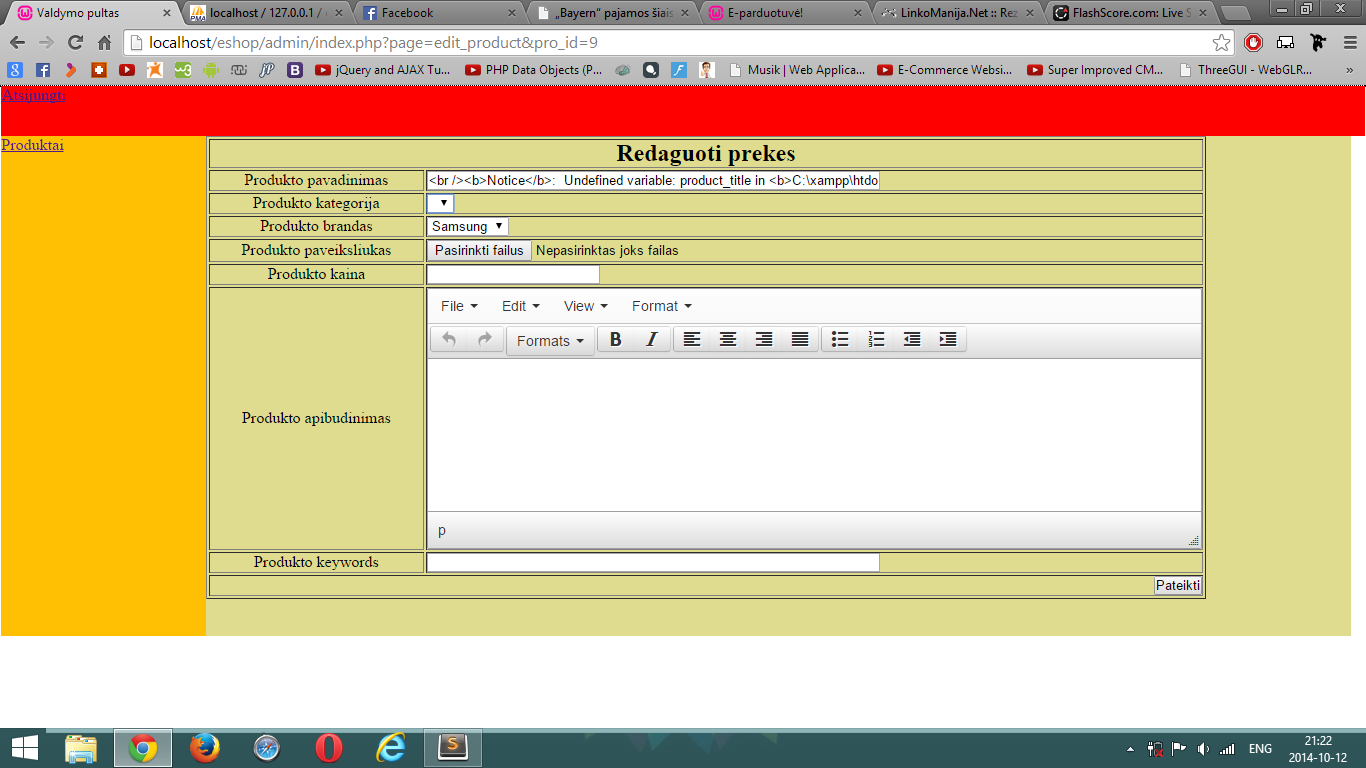 Valdymo pultas
localhost / 127.0.0.1 /
Facebook
„Bayern“ pajamos šiais
E-parduotuvė!
LinkoManija.Net :: Rez
FlashScore.com: Live S
localhost/eshop/admin/index.php?page=edit_product&pro_id=9
jQuery and AJAX Tu...
PHP Data Objects (P...
Musik | Web Applica...
E-Commerce Websi...
Super Improved CM...
ThreeGUI - WebGLR...
»
Atsijungti
Produktai
Redaguoti prekes
Produkto pavadinimas
<br /><b>Notice</b>:  Undefined variable: product_title in <b>C:\xampp\htdo
Produkto kategorija
Produkto brandas
Samsung
Produkto paveiksliukas
Pasirinkti failus
Nepasirinktas joks failas
Produkto kaina
File Edit View Format
Formats B I
Produkto apibudinimas
p
Produkto keywords
Pateikti
ENG
21:22
2014-10-12